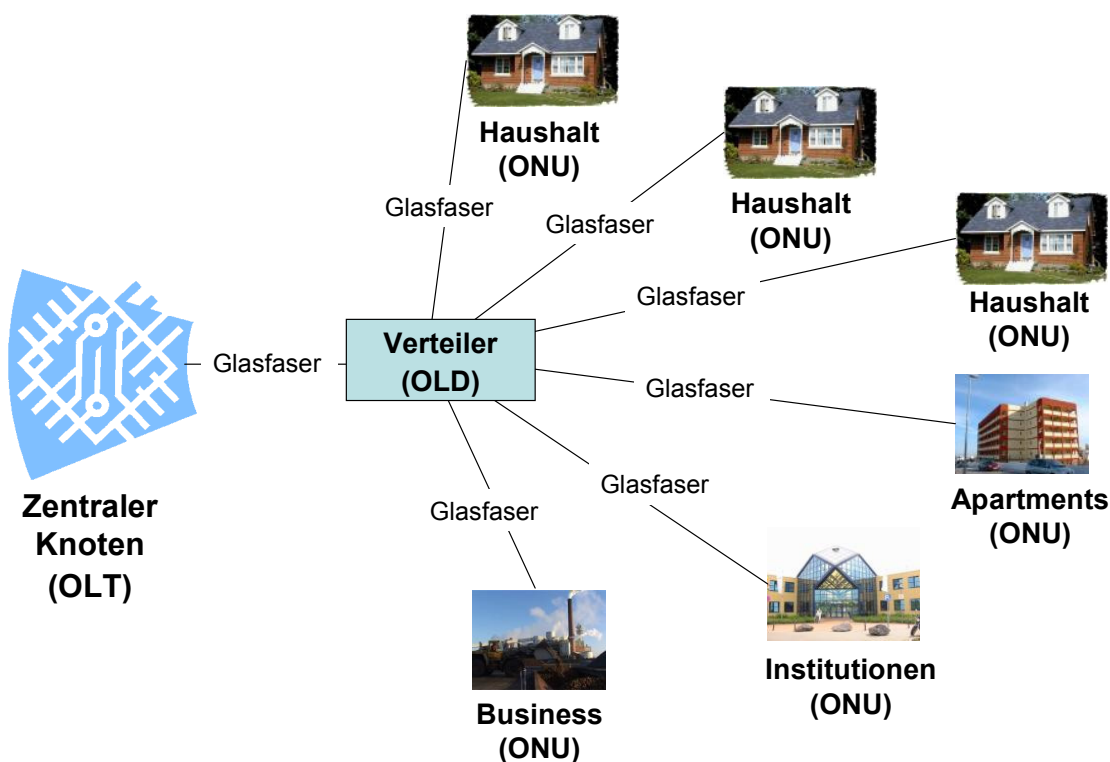 Haushalt
(ONU)
Haushalt
(ONU)
Haushalt
(ONU)
Glasfaser
Glasfaser
Glasfaser
Glasfaser
Verteiler
(OLD)
Glasfaser
Glasfaser
Glasfaser
Zentraler
Knoten
(OLT)
Apartments
(ONU)
Institutionen
(ONU)
Business
(ONU)